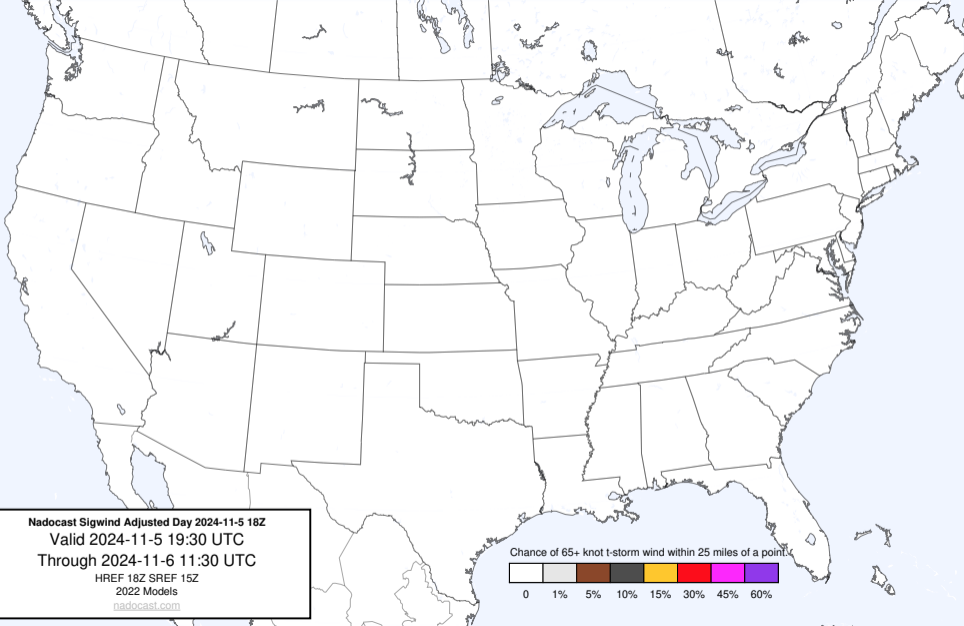 Nadocast Sigwind Adjusted Day 2024-11-5 18Z
Valid 2024-11-5 19:30 UTC
Through 2024-11-6 11:30 UTC
HREF 18Z SREF 15Z
2022 Models
nadocast.com
Chance of 65+ knot t-storm wind within 25 miles of a point.
0 1% 5% 10% 15% 30% 45% 60%